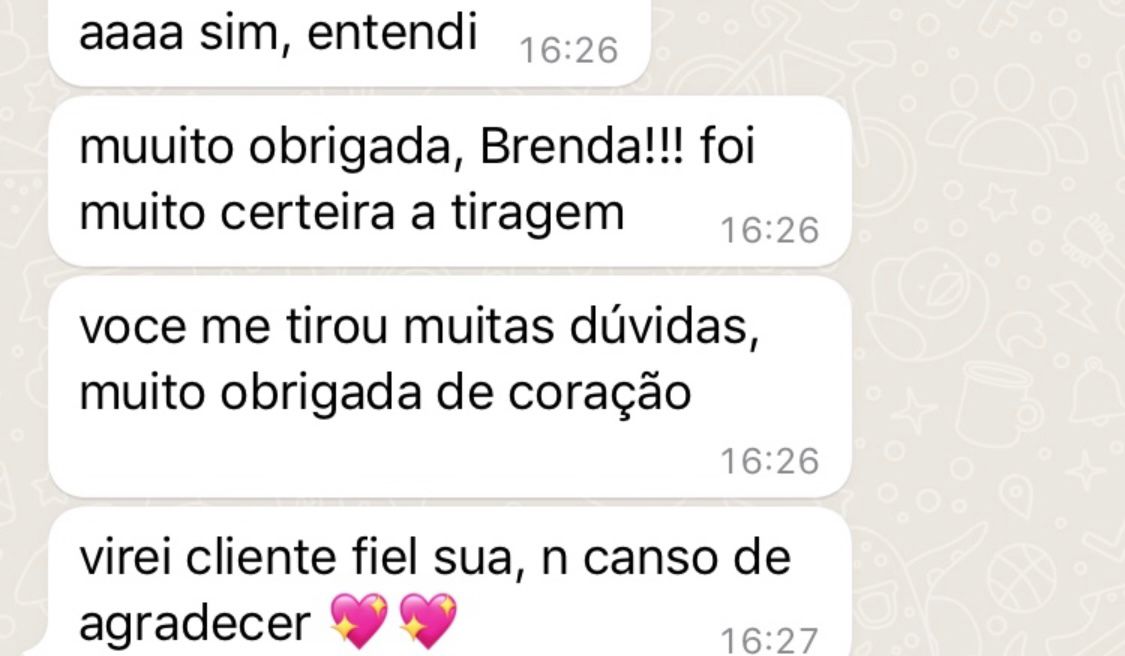 aaaa sim, entendi 16:26
muuito obrigada, Brenda!!! foi
muito certeira a tiragem 16:26
voce me tirou muitas dúvidas,
muito obrigada de coração
16:26
virei cliente fiel sua, n canso de
agradecer 💖💖 16:27